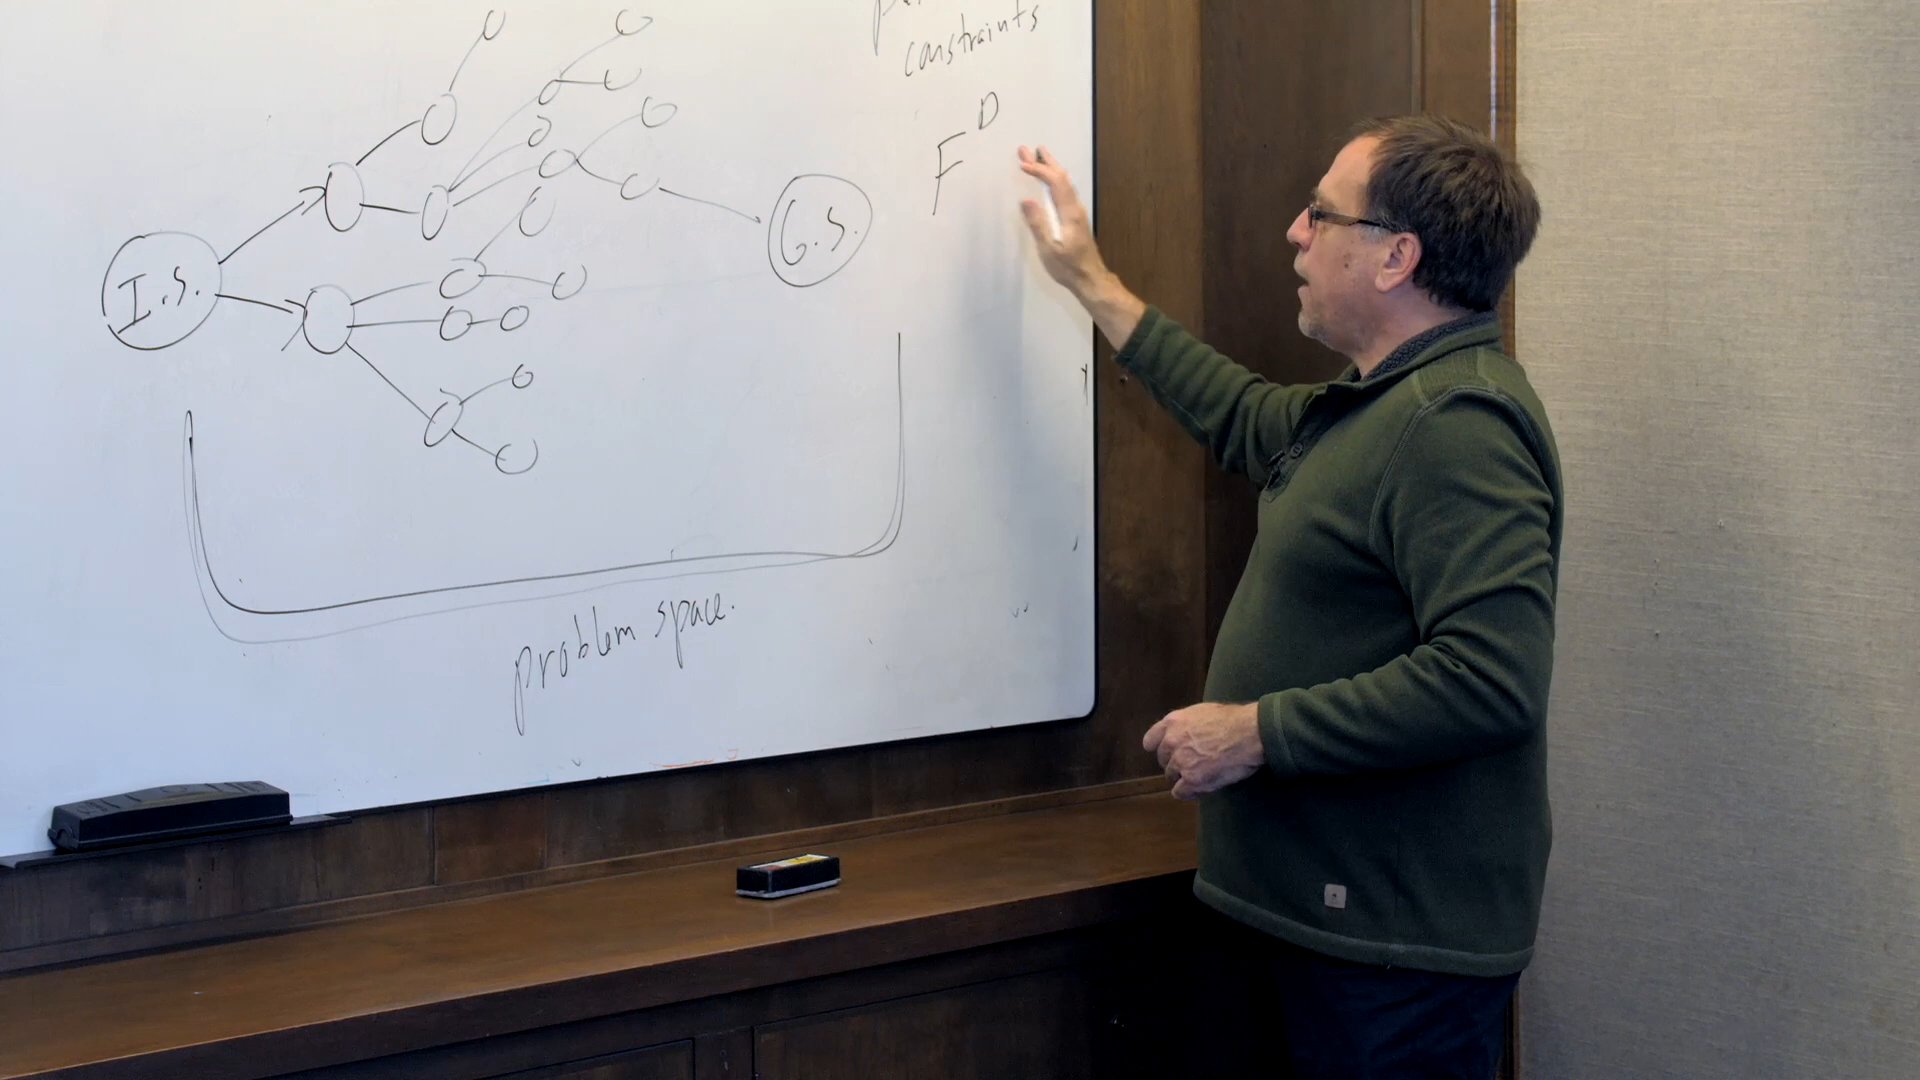 constraints
F^D
I.S.
G.S.
problem space.